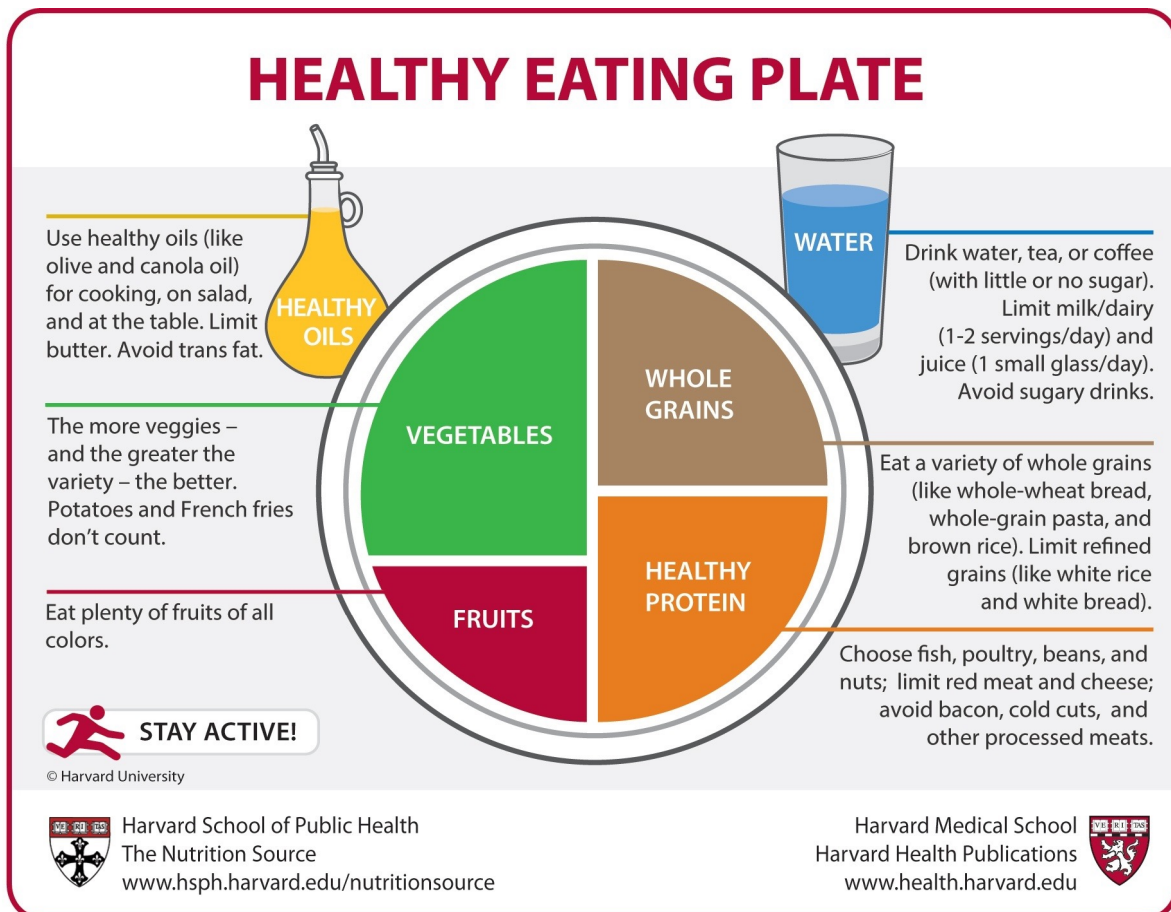 HEALTHY EATING PLATE
Use healthy oils (like
olive and canola oil)
for cooking, on salad,
and at the table. Limit
butter. Avoid trans fat.
HEALTHY
OILS
The more veggies –
and the greater the
variety – the better.
Potatoes and French fries
don't count.
Eat plenty of fruits of all
colors.
VEGETABLES
FRUITS
WHOLE
GRAINS
HEALTHY
PROTEIN
WATER
Drink water, tea, or coffee
(with little or no sugar).
Limit milk/dairy
(1-2 servings/day) and
juice (1 small glass/day).
Avoid sugary drinks.
Eat a variety of whole grains
(like whole-wheat bread,
whole-grain pasta, and
brown rice). Limit refined
grains (like white rice
and white bread).
Choose fish, poultry, beans, and
nuts; limit red meat and cheese;
avoid bacon, cold cuts, and
other processed meats.
STAY ACTIVE!
© Harvard University
VE RI TAS
Harvard School of Public Health
The Nutrition Source
www.hsph.harvard.edu/nutritionsource
Harvard Medical School
Harvard Health Publications
www.health.harvard.edu
VE RI TAS